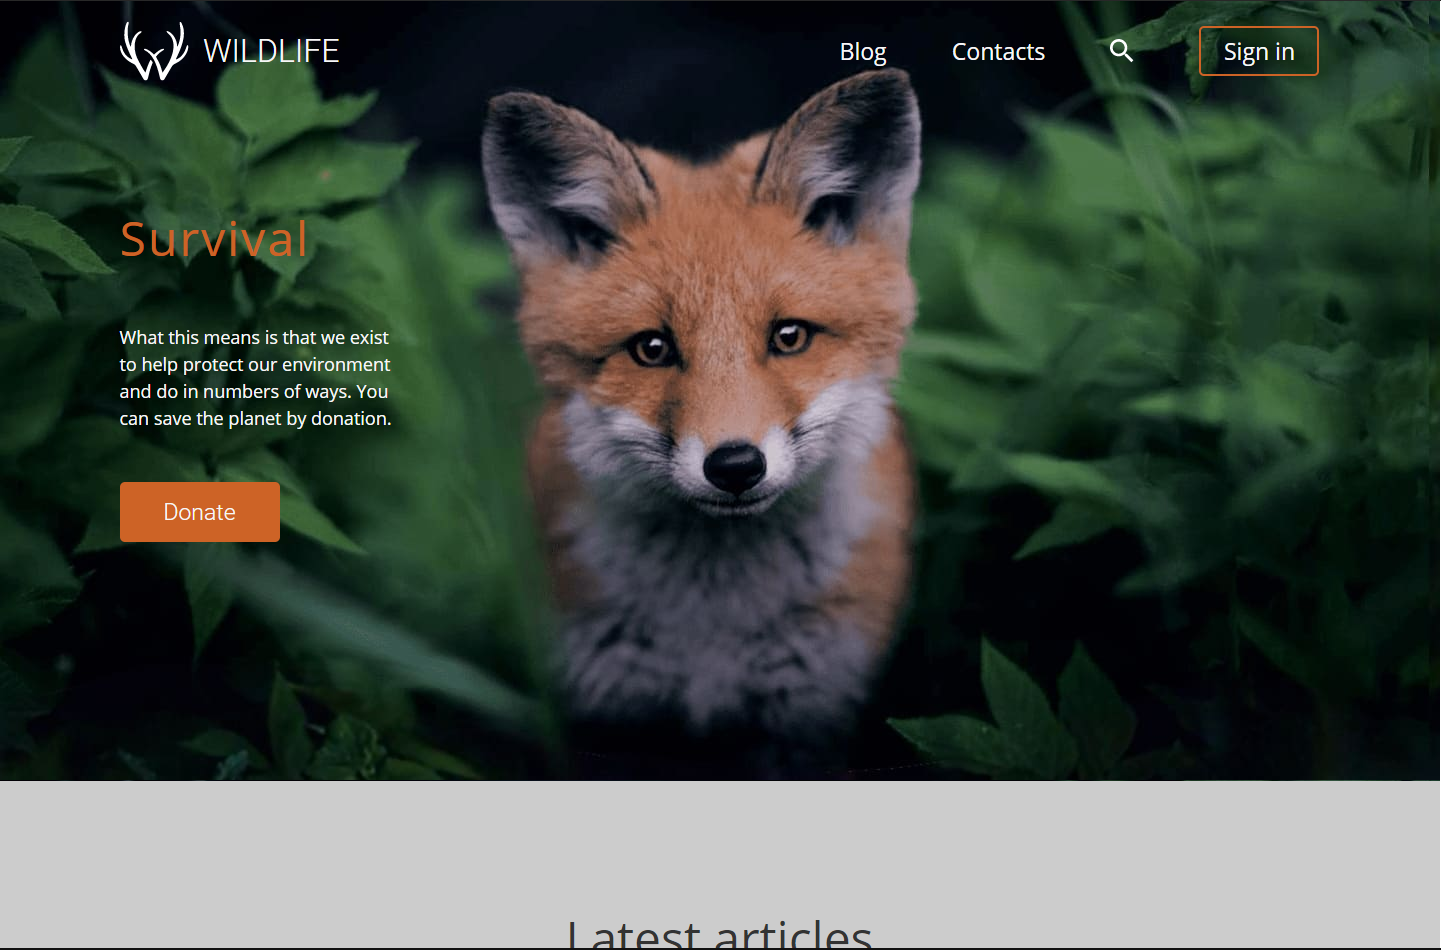 WILDLIFE
Blog
Contacts
Sign in
Survival
What this means is that we exist
to help protect our environment
and do in numbers of ways. You
can save the planet by donation.
Donate
Latest articles